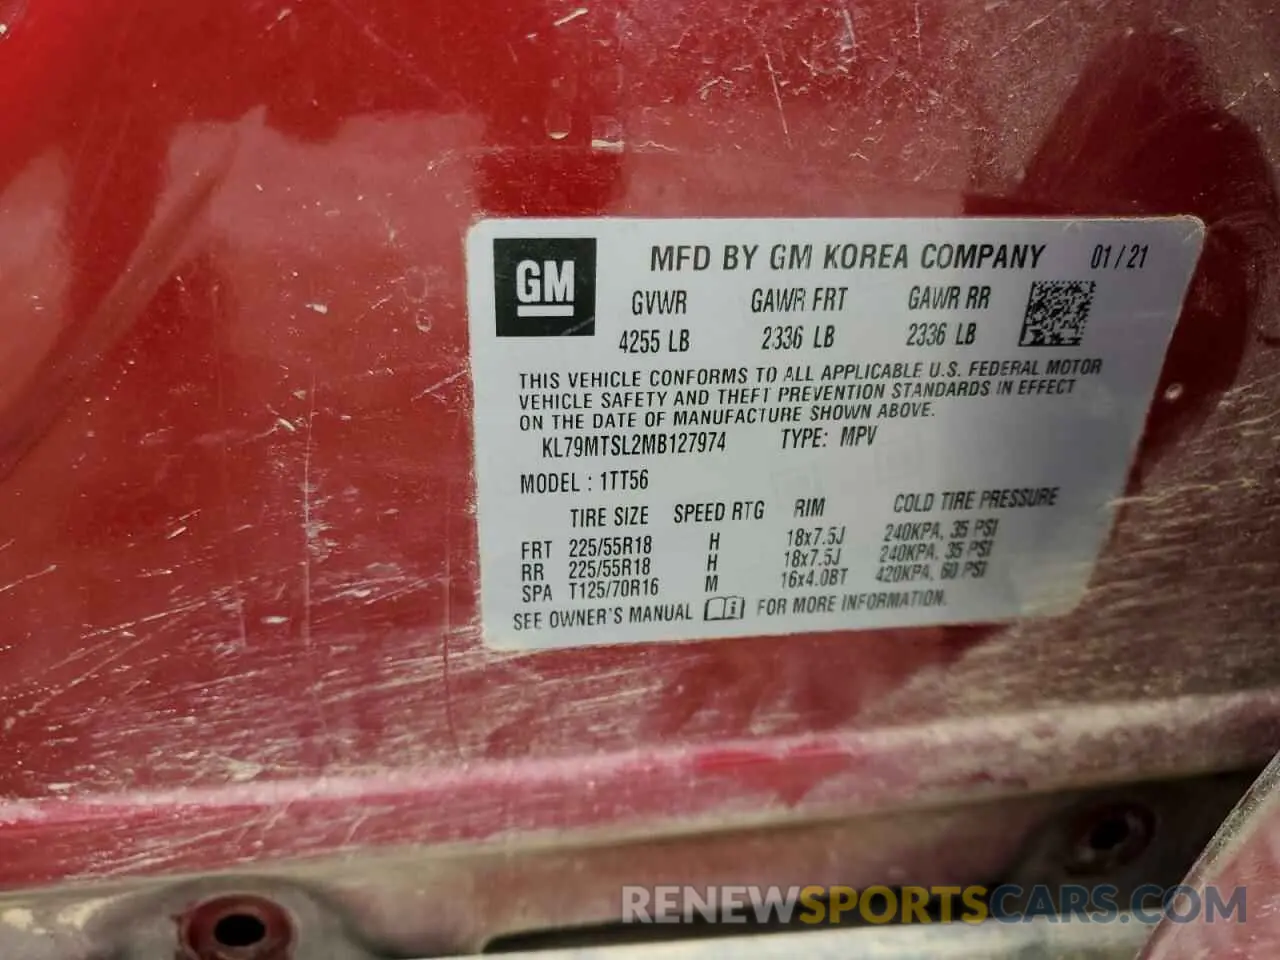 GM
MFD BY GM KOREA COMPANY 01/21
GVWR GAWR FRT GAWR RR
4255 LB 2336 LB 2336 LB
THIS VEHICLE CONFORMS TO ALL APPLICABLE U.S. FEDERAL MOTOR
VEHICLE SAFETY AND THEFT PREVENTION STANDARDS IN EFFECT
ON THE DATE OF MANUFACTURE SHOWN ABOVE.
KL79MTSL2MB127974 TYPE: MPV
MODEL : 1TT56
TIRE SIZE SPEED RTG RIM COLD TIRE PRESSURE
FRT 225/55R18 H 18x7.5J 240KPA, 35 PSI
RR 225/55R18 H 18x7.5J 240KPA, 35 PSI
SPA T125/70R16 M 16x4.0BT 420KPA, 60 PSI
SEE OWNER'S MANUAL i FOR MORE INFORMATION.
RENEWSPORTSCARS.COM